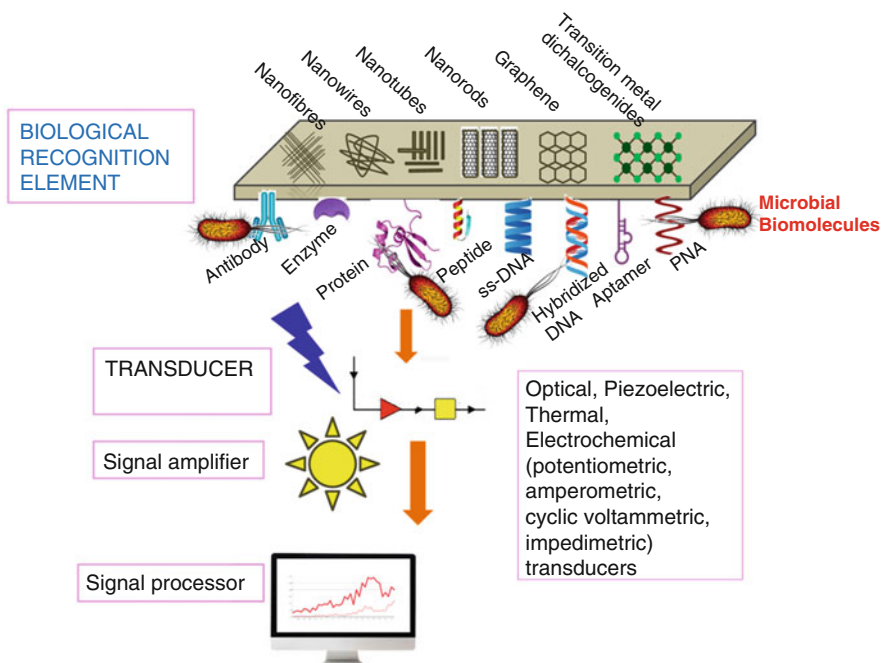 Nanofibres
Nanowires
Nanotubes
Nanorods
Graphene
Transition metal
dichalcogenides
BIOLOGICAL
RECOGNITION
ELEMENT
Microbial
Biomolecules
Antibody
Enzyme
Protein
Peptide
ss-DNA
Hybridized
DNA
Aptamer
PNA
TRANSDUCER
Signal amplifier
Optical, Piezoelectric,
Thermal,
Electrochemical
(potentiometric,
amperometric,
cyclic voltammetric,
impedimetric)
transducers
Signal processor